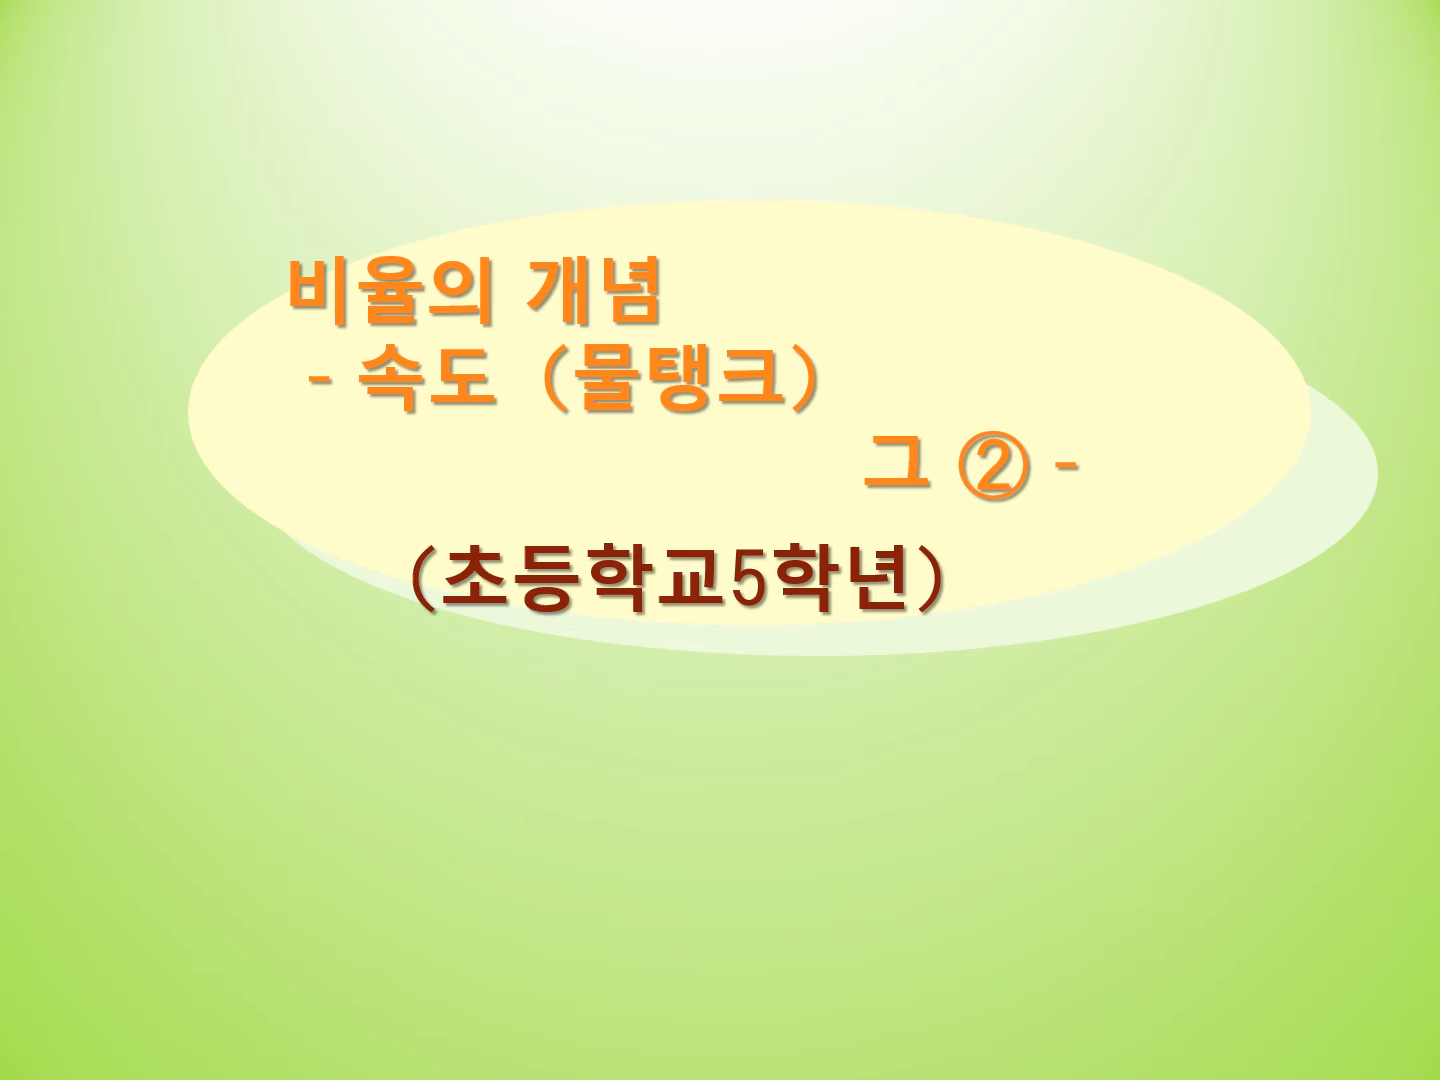 비율의 개념
- 속도 (물탱크)
그 ② -
(초등학교5학년)